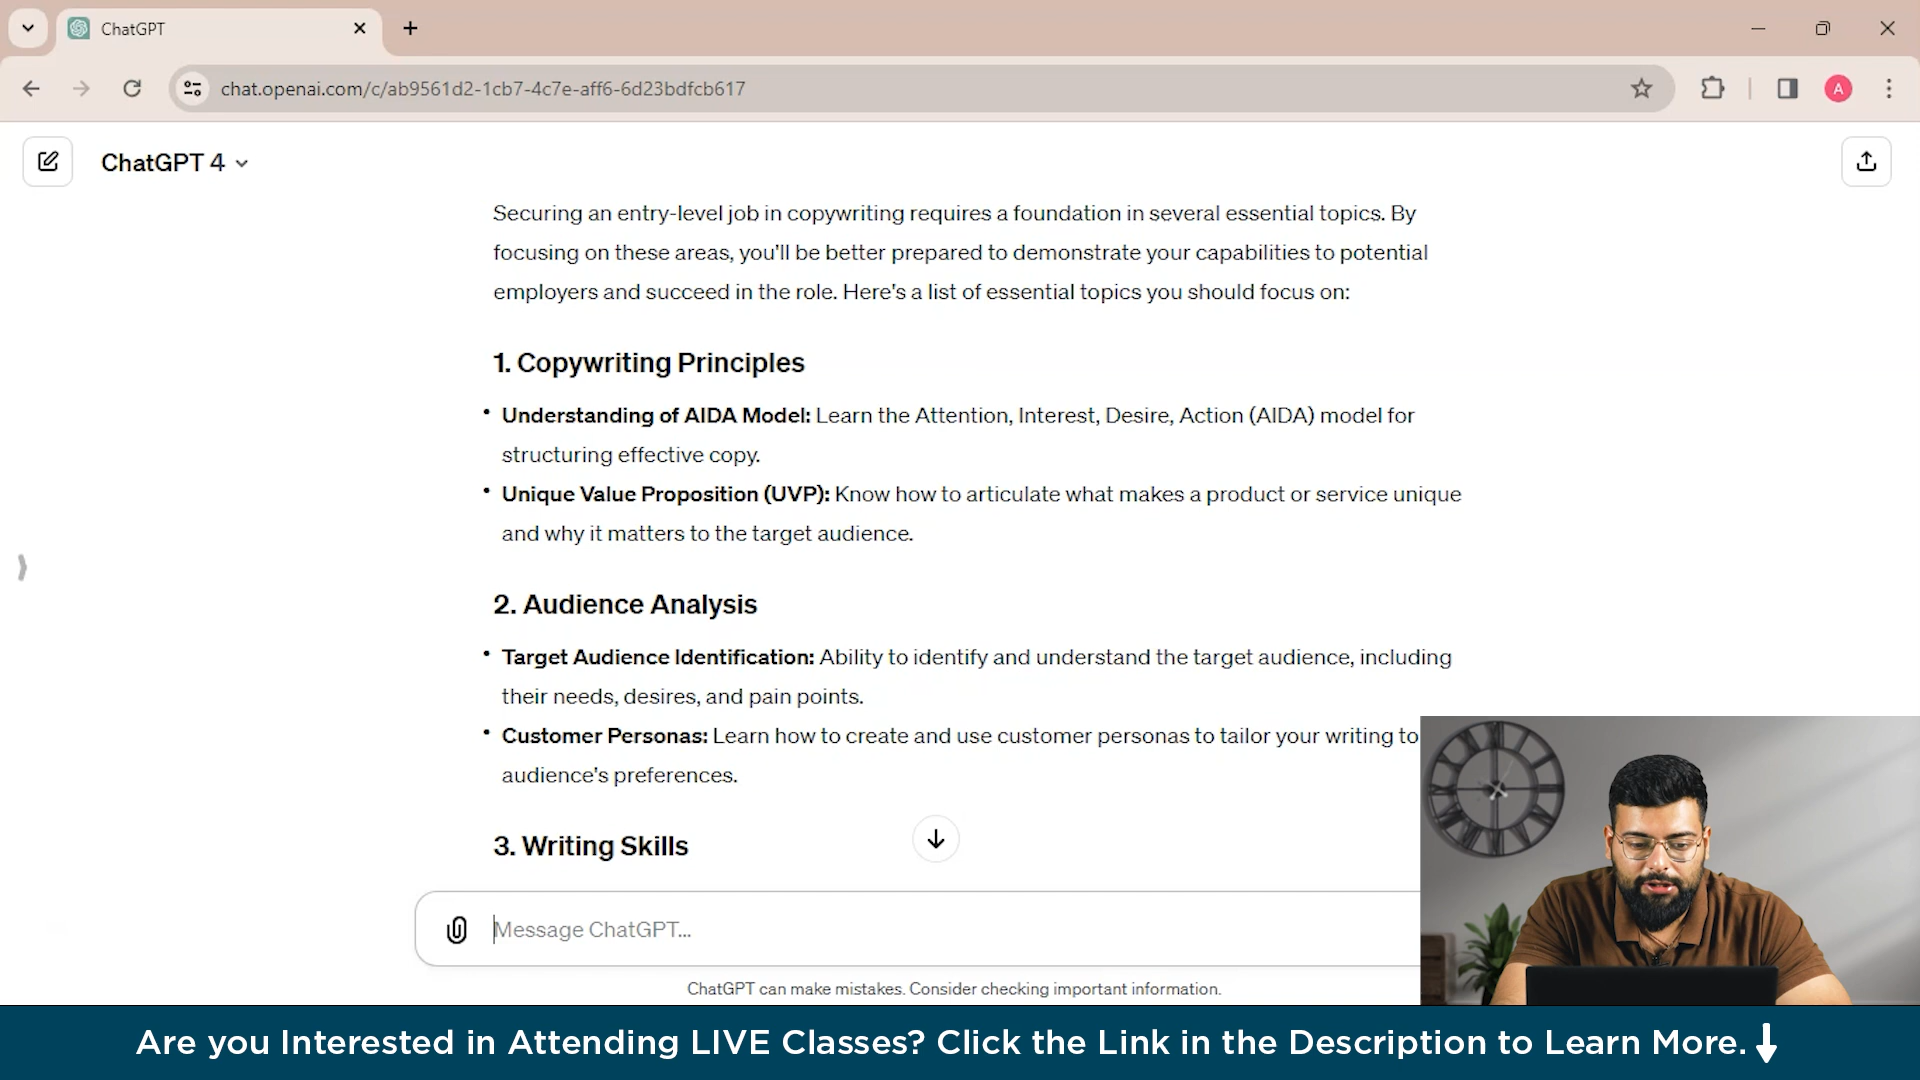 ChatGPT
chat.openai.com/c/ab9561d2-1cb7-4c7e-aff6-6d23bdfcb617
A
ChatGPT 4
Securing an entry-level job in copywriting requires a foundation in several essential topics. By
focusing on these areas, you'll be better prepared to demonstrate your capabilities to potential
employers and succeed in the role. Here's a list of essential topics you should focus on:
1. Copywriting Principles
• Understanding of AIDA Model: Learn the Attention, Interest, Desire, Action (AIDA) model for
structuring effective copy.
• Unique Value Proposition (UVP): Know how to articulate what makes a product or service unique
and why it matters to the target audience.
2. Audience Analysis
• Target Audience Identification: Ability to identify and understand the target audience, including
their needs, desires, and pain points.
• Customer Personas: Learn how to create and use customer personas to tailor your writing to
audience's preferences.
3. Writing Skills
Message ChatGPT...
ChatGPT can make mistakes. Consider checking important information.
Are you Interested in Attending LIVE Classes? Click the Link in the Description to Learn More.